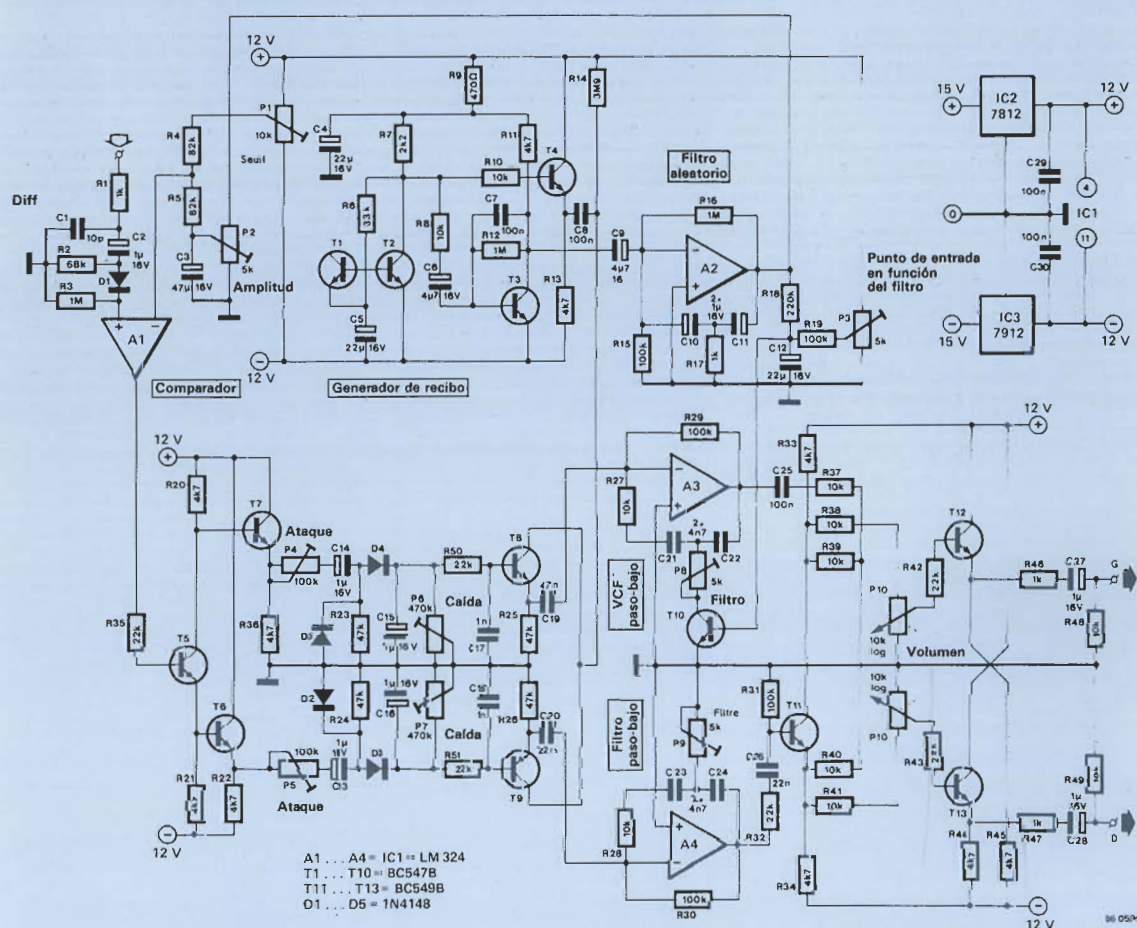 12 V
P1
10k
Seuil
R4
82k
R5
82k
R1
1k
Diff
C1
10p
C2
1µ
16V
R2
68k
D1
R3
1M
C3
47µ 16V
P2
5k
Amplitud
A1
Comparador
12 V
C4
22µ
16V
R9
470Ω
R7
2k2
R11
4k7
R14
3M9
R10
10k
T4
R6
33k
R8
10k
C7
100n
R12
1M
C8
100n
T1
T2
C6
4µ7 16V
T3
R13
4k7
C5
22µ 16V
Generador de recibo
C9
4µ7
16
Filtro
aleatorio
P16
1M
A2
R18
220k
2x
1µ
16V
C10
C11
R15
100k
R17
1k
R19
100k
P3
5k
C12
22µ 16V
Punto de entrada
en función
del filtro
15 V
IC2
7812
12 V
C29
100n
4
0
IC1
100n
C30
11
15 V
IC3
7912
12 V
12 V
R20
4k7
T7
Ataque
P4
100k
C14
1µ
16V
D4
R50
22k
T8
R35
22k
R36
4k7
R23
47k
C15
1µ 16V
P6
470k
Caída
1n
C17
R25
47k
47n
C19
T5
D2
R24
47k
1µ 16V
C16
P7
470k
Caída
C18
1n
47k
R26
C20
22n
T6
100k
P5
1µ
16V
C13
D3
R51
22k
T9
R21
4k7
R22
4k7
Ataque
12 V
R29
100k
R27
10k
A3
C25
100n
2x
4n7
C21
C22
P8
5k
VCF
paso-bajo
T10
Filtro
R33
4k7
R37
10k
R38
10k
R39
10k
12 V
T12
R42
22k
P10
10k
log
R46
1k
C27
1µ
16V
G
R48
10k
Volumen
Filtro
paso-bajo
5k
P9
Filtre
R31
100k
T11
10k
log
P10
C23
C24
2x
4n7
C26
22n
22k
R32
R40
10k
R41
10k
R43
22k
T13
R49
10k
1µ
16V
1k
R47
C28
D
10k
R28
A4
100k
R30
R34
4k7
R44
4k7
R45
4k7
12 V
A1 . . . A4 = IC1 = LM 324
T1 . . . T10 = BC547B
T11 . . . T13 = BC549B
D1 . . . D5 = 1N4148